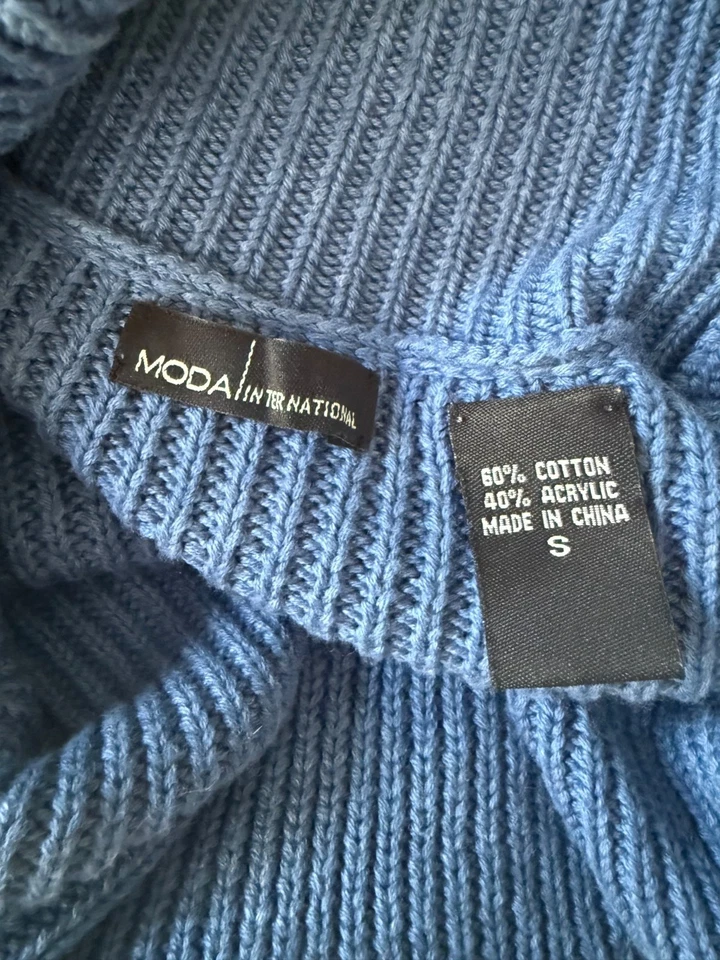 MODA INTERNATIONAL
60% COTTON
40% ACRYLIC
MADE IN CHINA
S